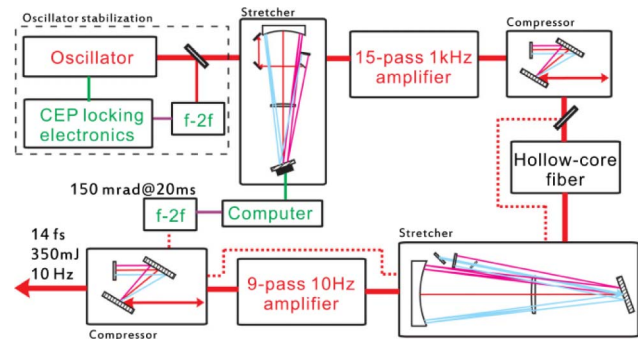 Oscillator stabilization
Oscillator
CEP locking
electronics
f-2f
Stretcher
15-pass 1kHz
amplifier
Compressor
Hollow-core
fiber
150 mrad@20ms
f-2f
Computer
14 fs
350mJ
10 Hz
Compressor
9-pass 10Hz
amplifier
Stretcher